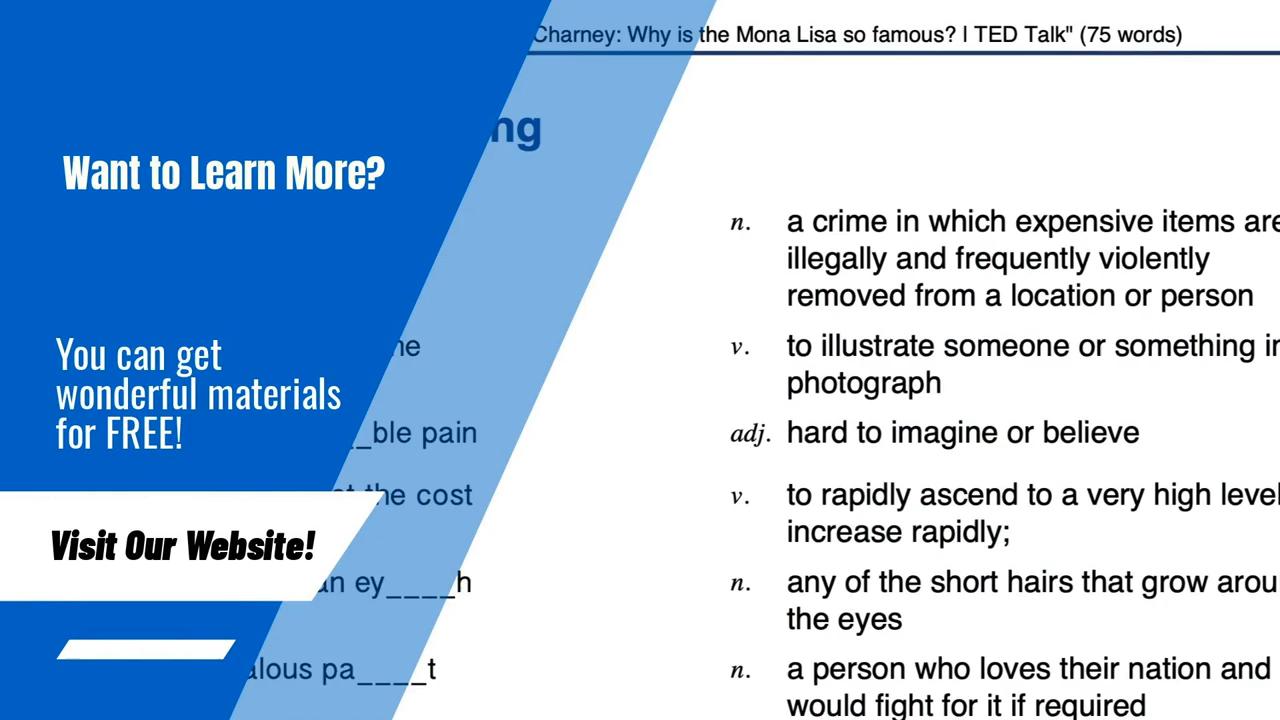 Charney: Why is the Mona Lisa so famous? | TED Talk" (75 words)
Want to Learn More?
You can get
wonderful materials
for FREE!
Visit Our Website!
ng
n. a crime in which expensive items are
illegally and frequently violently
removed from a location or person
v. to illustrate someone or something in
photograph
_ble pain
adj. hard to imagine or believe
the cost
v. to rapidly ascend to a very high level
increase rapidly;
an ey____h
n. any of the short hairs that grow arou
the eyes
alous pa____t
n. a person who loves their nation and
would fight for it if required